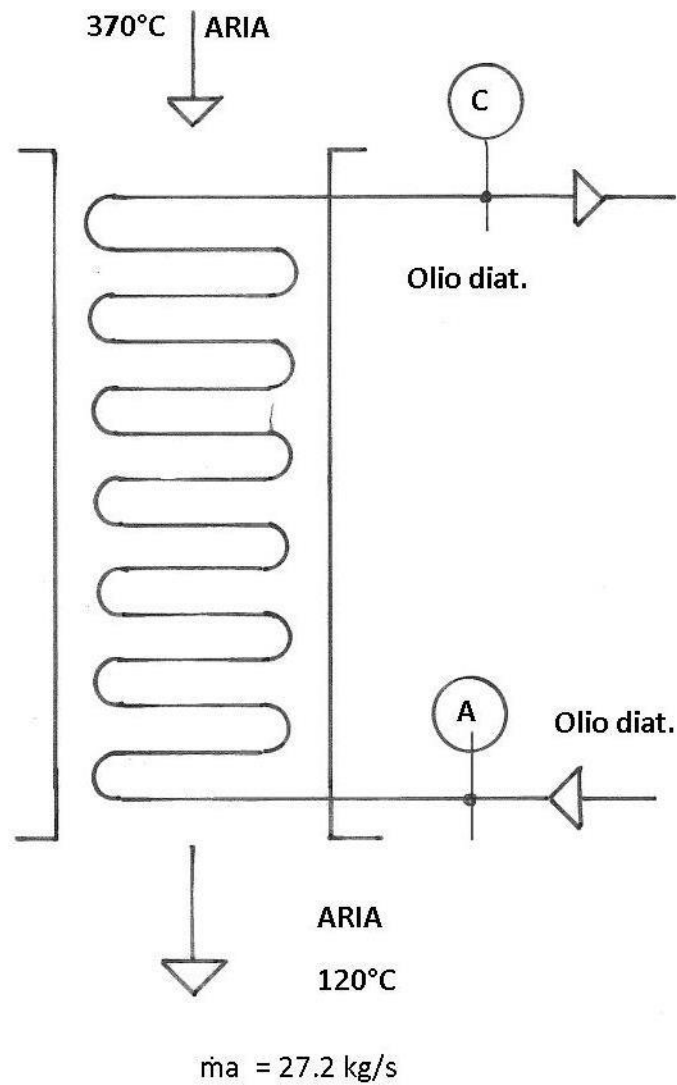 370°C ARIA
C
Olio diat.
A
Olio diat.
ARIA
120°C
ṁa = 27.2 kg/s